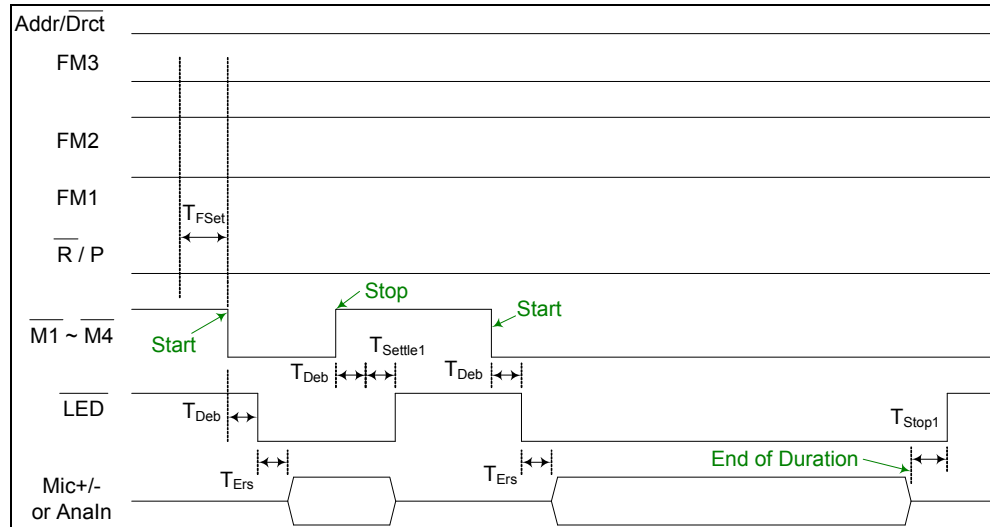 Addr/Drct
FM3
FM2
FM1
TFSet
R / P
Stop
Start
M1 ~ M4
Start
TDeb
TSettle1
TDeb
LED
TDeb
TStop1
TErs
TErs
End of Duration
Mic+/-
or AnaIn